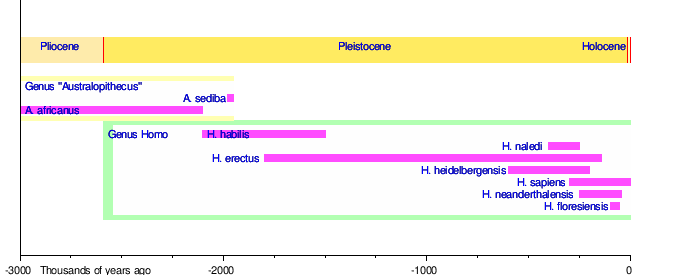 Pliocene Pleistocene Holocene
Genus "Australopithecus"
A. sediba
A. africanus
Genus Homo H. habilis
H. naledi
H. erectus
H. heidelbergensis
H. sapiens
H. neanderthalensis
H. floresiensis
-3000 Thousands of years ago -2000 -1000 0